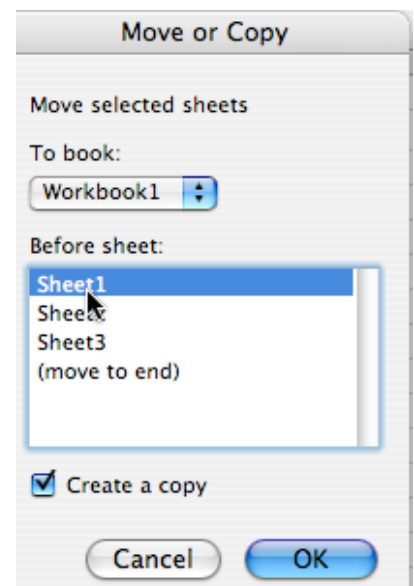 Move or Copy
Move selected sheets
To book:
Workbook1
Before sheet:
Sheet1
Sheet3
(move to end)
Create a copy
Cancel OK